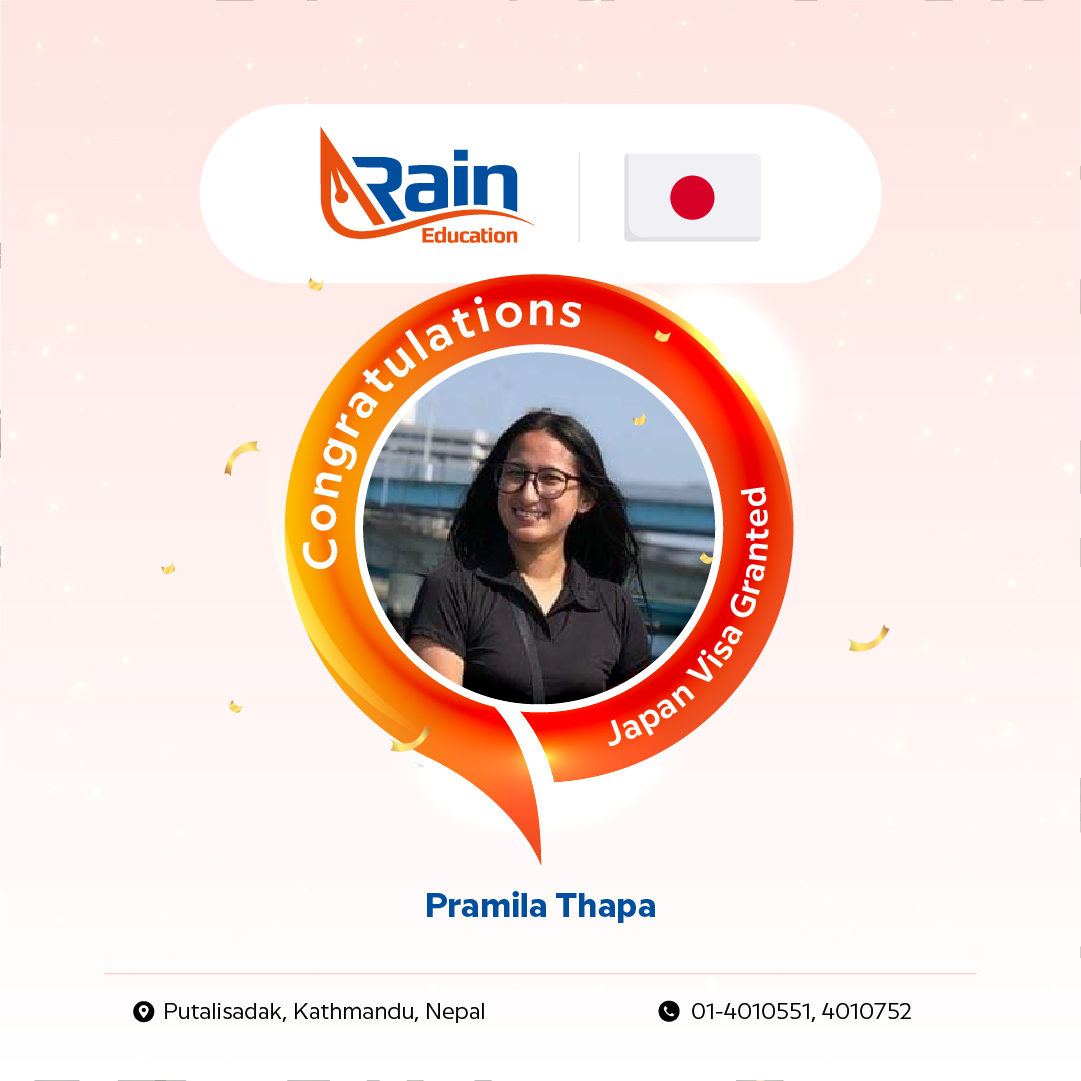 Rain
Education
Congratulations
Japan Visa Granted
Pramila Thapa
Putalisadak, Kathmandu, Nepal
01-4010551, 4010752